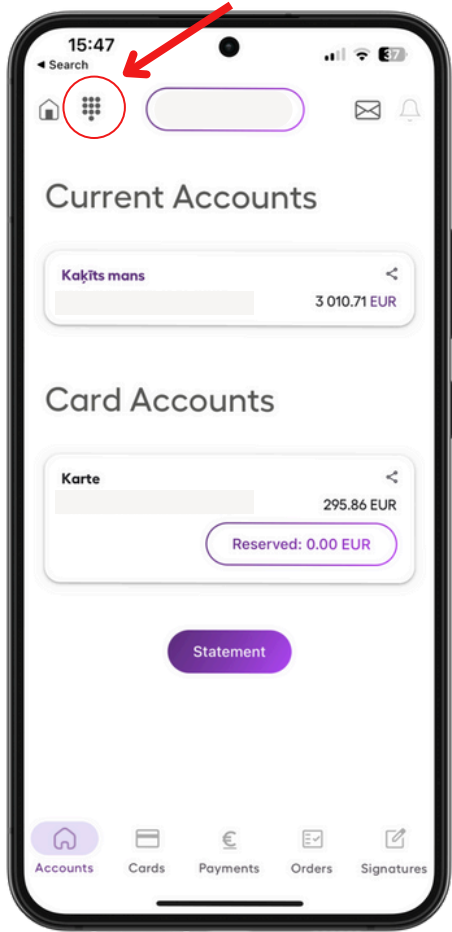 15:47
Search
37
Current Accounts
Kaķīts mans
3 010.71 EUR
Card Accounts
Karte
295.86 EUR
Reserved: 0.00 EUR
Statement
Accounts
Cards
Payments
Orders
Signatures